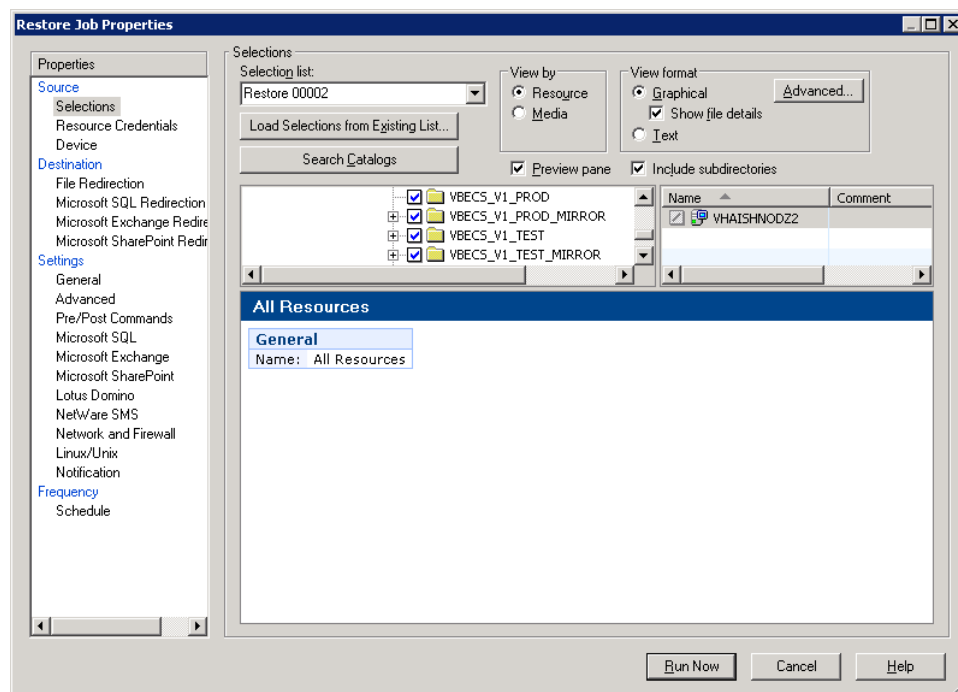 Restore Job Properties
Properties
Source
Selections
Resource Credentials
Device
Destination
File Redirection
Microsoft SQL Redirection
Microsoft Exchange Redire
Microsoft SharePoint Redir
Settings
General
Advanced
Pre/Post Commands
Microsoft SQL
Microsoft Exchange
Microsoft SharePoint
Lotus Domino
NetWare SMS
Network and Firewall
Linux/Unix
Notification
Frequency
Schedule
Selections
Selection list:
Restore 00002
Load Selections from Existing List...
Search Catalogs
View by
Resource
Media
View format
Graphical
Advanced...
Show file details
Text
Preview pane
Include subdirectories
VBECS_V1_PROD
VBECS_V1_PROD_MIRROR
VBECS_V1_TEST
VBECS_V1_TEST_MIRROR
Name
Comment
VHAISHNODZ2
All Resources
General
Name: All Resources
Run Now
Cancel
Help